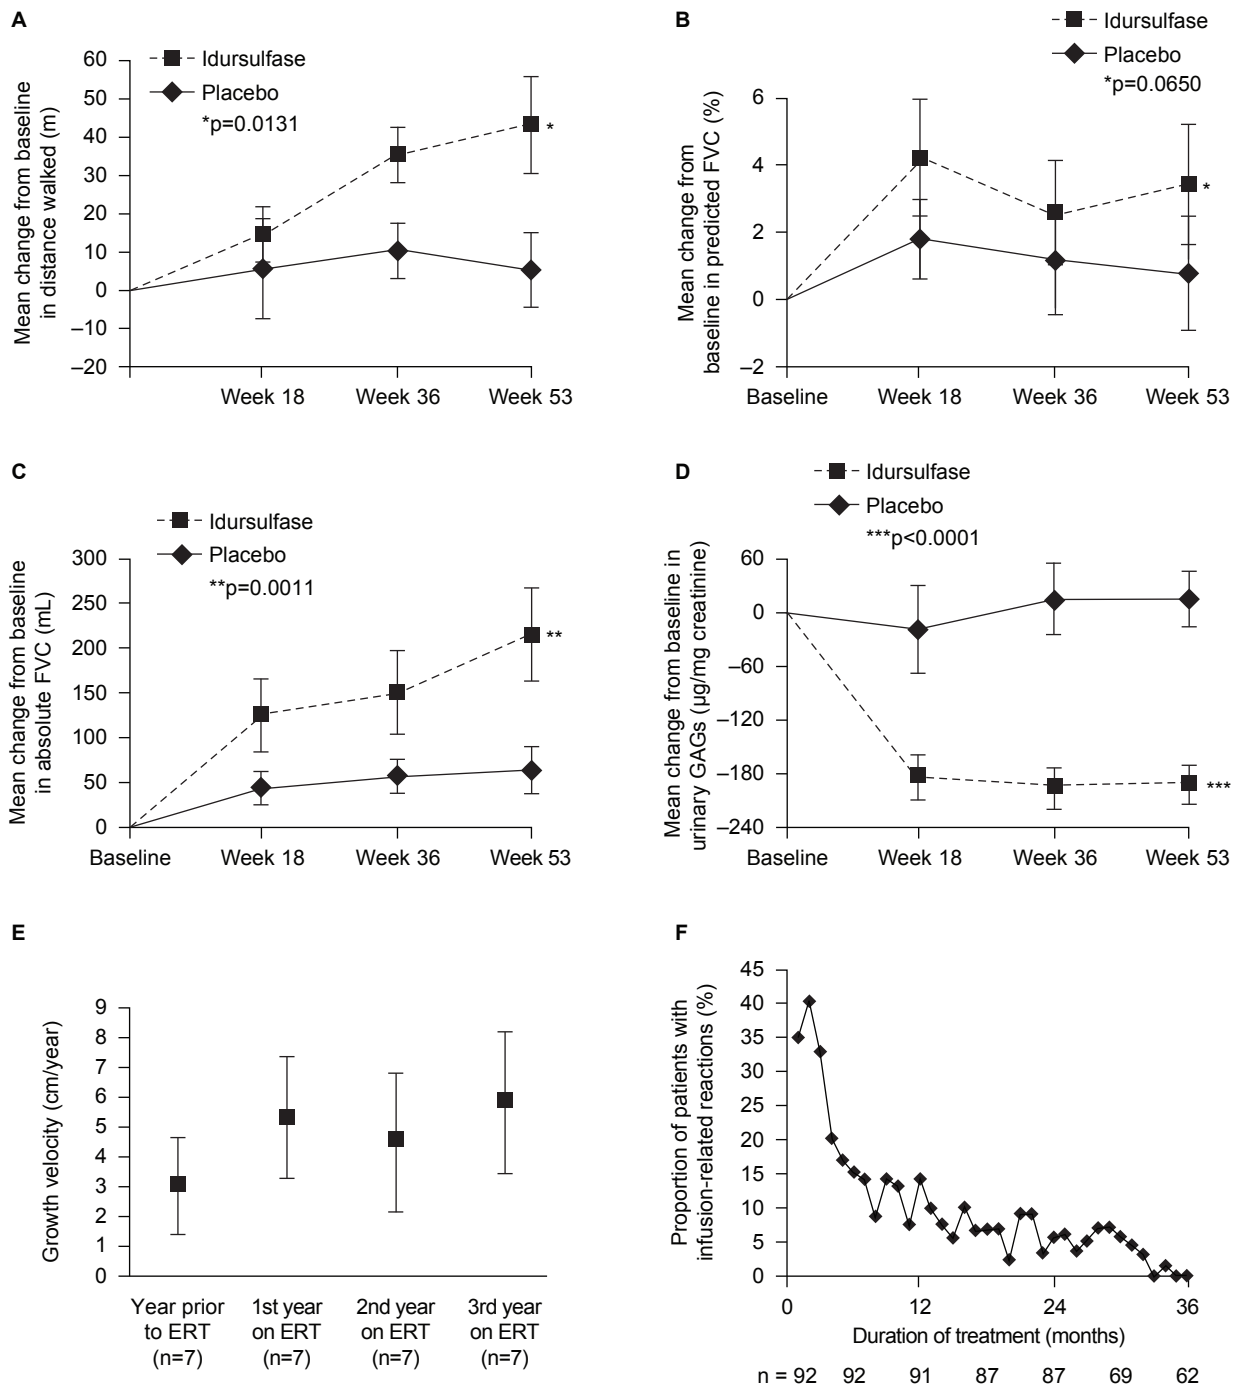 A
Idursulfase
Placebo
*p=0.0131
Mean change from baseline
in distance walked (m)
60
50
40
30
20
10
0
–10
–20
*
Week 18
Week 36
Week 53
B
Idursulfase
Placebo
*p=0.0650
Mean change from
baseline in predicted FVC (%)
6
4
2
0
–2
*
Baseline
Week 18
Week 36
Week 53
C
Idursulfase
Placebo
**p=0.0011
Mean change from baseline
in absolute FVC (mL)
300
250
200
150
100
50
0
**
Baseline
Week 18
Week 36
Week 53
D
Idursulfase
Placebo
***p<0.0001
Mean change from baseline in
urinary GAGs (µg/mg creatinine)
60
0
–60
–120
–180
–240
***
Baseline
Week 18
Week 36
Week 53
E
Growth velocity (cm/year)
9
8
7
6
5
4
3
2
1
0
Year prior
to ERT
(n=7)
1st year
on ERT
(n=7)
2nd year
on ERT
(n=7)
3rd year
on ERT
(n=7)
F
Proportion of patients with
infusion-related reactions (%)
45
40
35
30
25
20
15
10
5
0
0
12
24
36
Duration of treatment (months)
n = 92 92 91 87 87 69 62